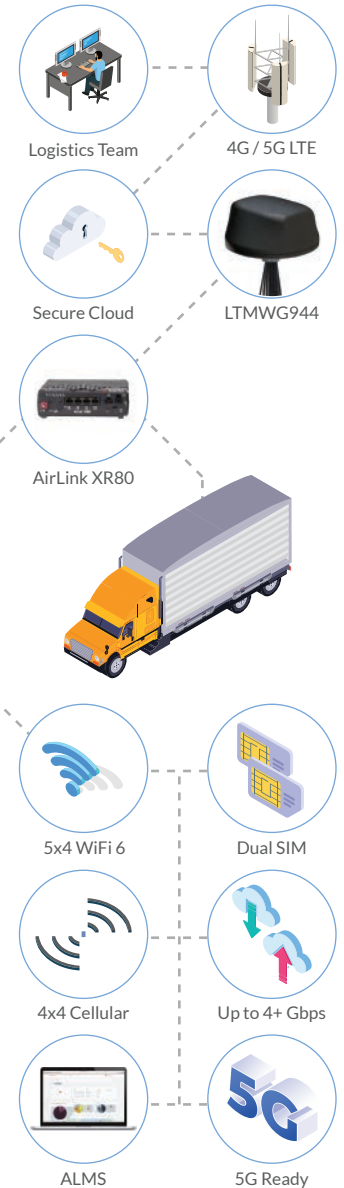 Logistics Team
4G / 5G LTE
Secure Cloud
LTMWG944
AirLink XR80
5x4 WiFi 6
Dual SIM
4x4 Cellular
Up to 4+ Gbps
ALMS
5G
5G Ready